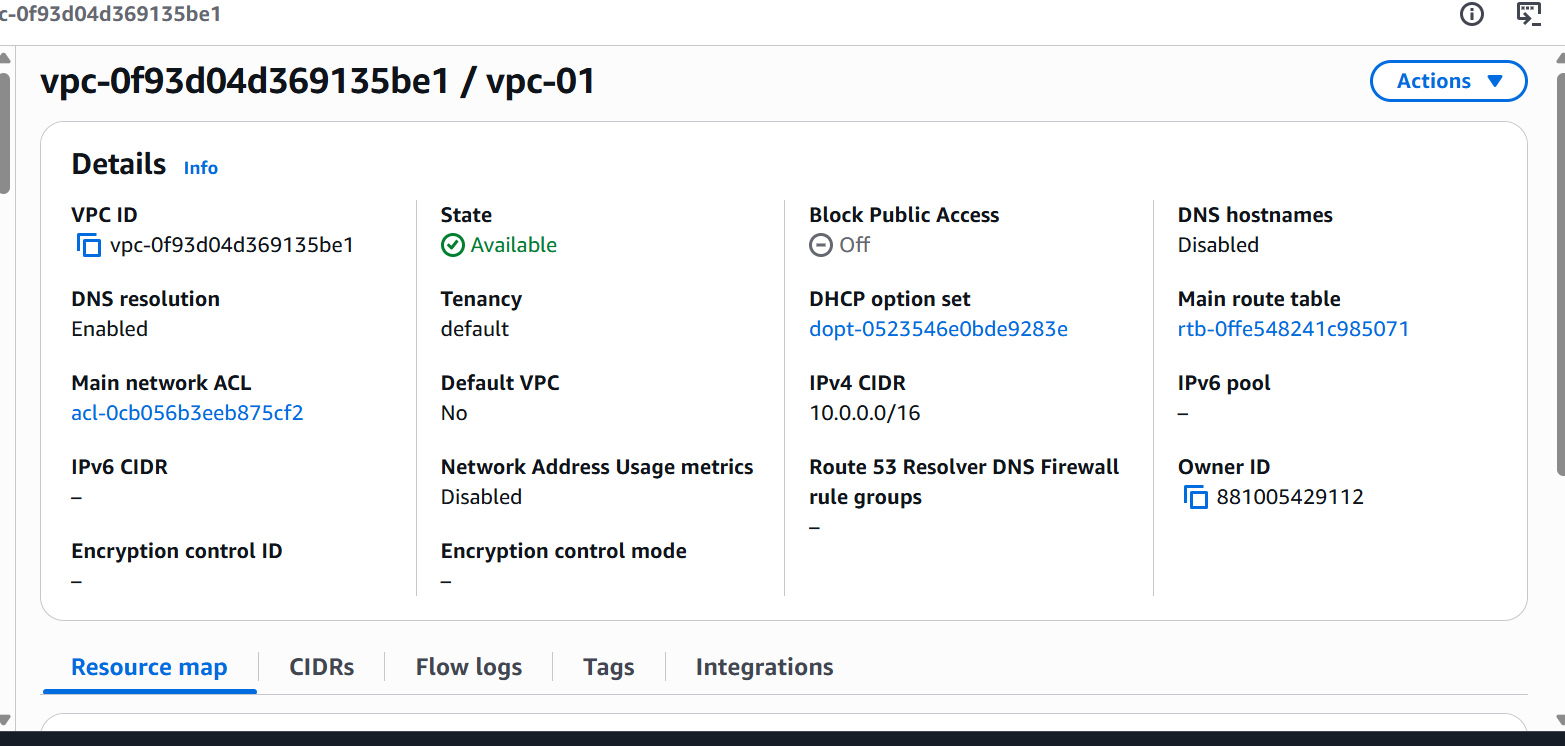 c-0f93d04d369135be1
vpc-0f93d04d369135be1 / vpc-01
Actions
Details Info
VPC ID
vpc-0f93d04d369135be1
State
Available
Block Public Access
Off
DNS hostnames
Disabled
DNS resolution
Enabled
Tenancy
default
DHCP option set
dopt-0523546e0bde9283e
Main route table
rtb-0ffe548241c985071
Main network ACL
acl-0cb056b3eeb875cf2
Default VPC
No
IPv4 CIDR
10.0.0.0/16
IPv6 pool
–
IPv6 CIDR
–
Network Address Usage metrics
Disabled
Route 53 Resolver DNS Firewall
rule groups
–
Owner ID
881005429112
Encryption control ID
–
Encryption control mode
–
Resource map CIDRs Flow logs Tags Integrations